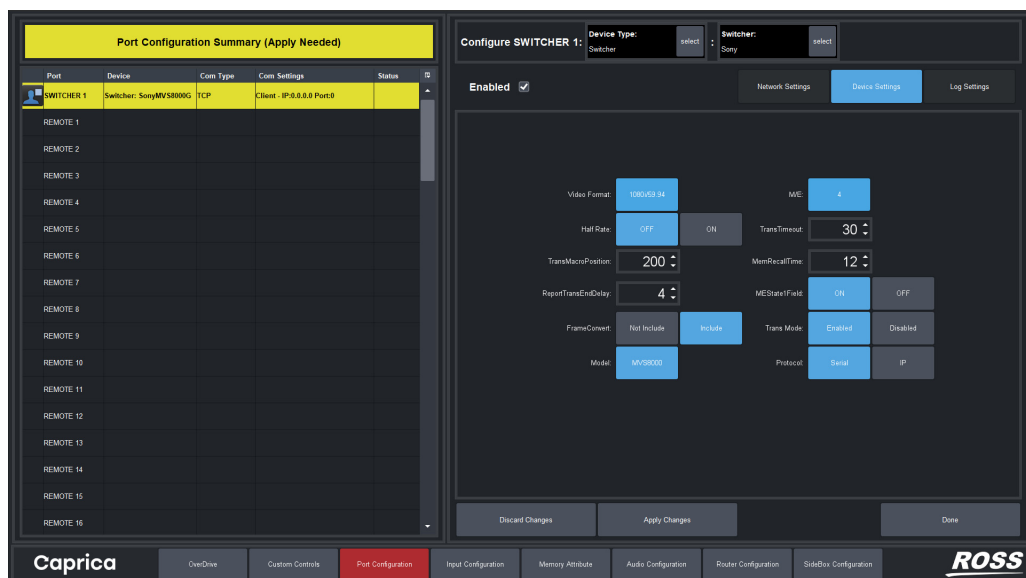 Port Configuration Summary (Apply Needed)
Port Device Com Type Com Settings Status
SWITCHER 1 Switcher: SonyMVS8000G TCP Client - IP:0.0.0.0 Port:0
REMOTE 1
REMOTE 2
REMOTE 3
REMOTE 4
REMOTE 5
REMOTE 6
REMOTE 7
REMOTE 8
REMOTE 9
REMOTE 10
REMOTE 11
REMOTE 12
REMOTE 13
REMOTE 14
REMOTE 15
REMOTE 16
Configure SWITCHER 1: Device Type: Switcher select : Switcher: Sony select
Enabled Network Settings Device Settings Log Settings
Video Format: 1080i/59.94 M/E: 4
Half Rate: OFF ON TransTimeout: 30
TransMacroPosition: 200 MemRecallTime: 12
ReportTransEndDelay: 4 MEState1Field: ON OFF
FrameConvert: Not Include Include Trans Mode: Enabled Disabled
Model: MVS8000 Protocol: Serial IP
Discard Changes Apply Changes Done
Caprica OverDrive Custom Controls Port Configuration Input Configuration Memory Attribute Audio Configuration Router Configuration SideBox Configuration ROSS